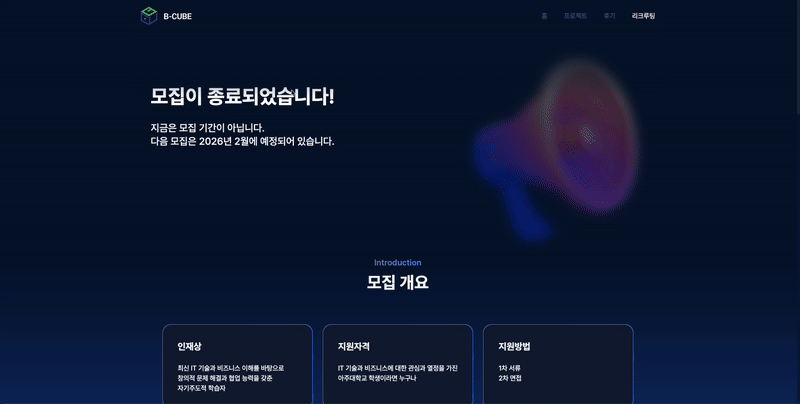 B-CUBE
홈 프로젝트 후기 리크루팅
모집이 종료되었습니다!
지금은 모집 기간이 아닙니다.
다음 모집은 2026년 2월에 예정되어 있습니다.
Introduction
모집 개요
인재상
최신 IT 기술과 비즈니스 이해를 바탕으로
창의적 문제 해결과 협업 능력을 갖춘
자기주도적 학습자
지원자격
IT 기술과 비즈니스에 대한 관심과 열정을 가진
아주대학교 학생이라면 누구나
지원방법
1차 서류
2차 면접